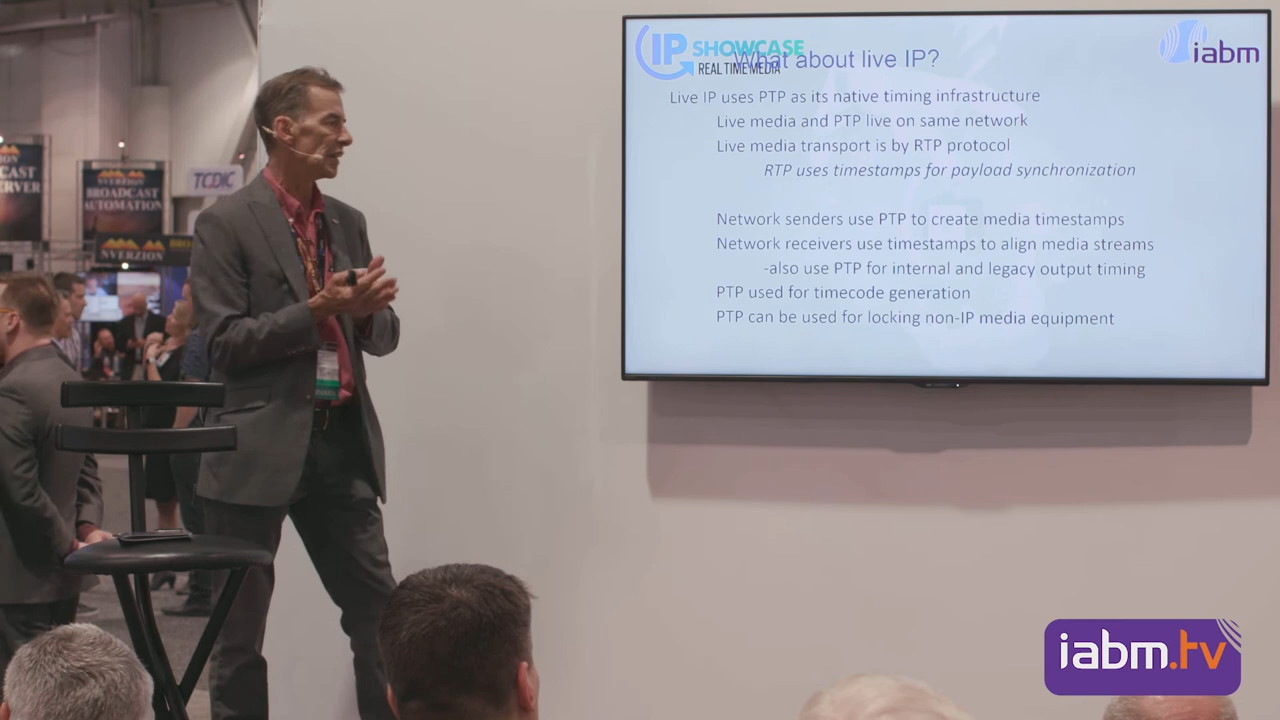 IP SHOWCASE
REAL TIME MEDIA
What about live IP?
iabm
Live IP uses PTP as its native timing infrastructure
Live media and PTP live on same network
Live media transport is by RTP protocol
RTP uses timestamps for payload synchronization
Network senders use PTP to create media timestamps
Network receivers use timestamps to align media streams
-also use PTP for internal and legacy output timing
PTP used for timecode generation
PTP can be used for locking non-IP media equipment
NVERZION
BROADCAST
AUTOMATION
NVERZION
iabm.tv